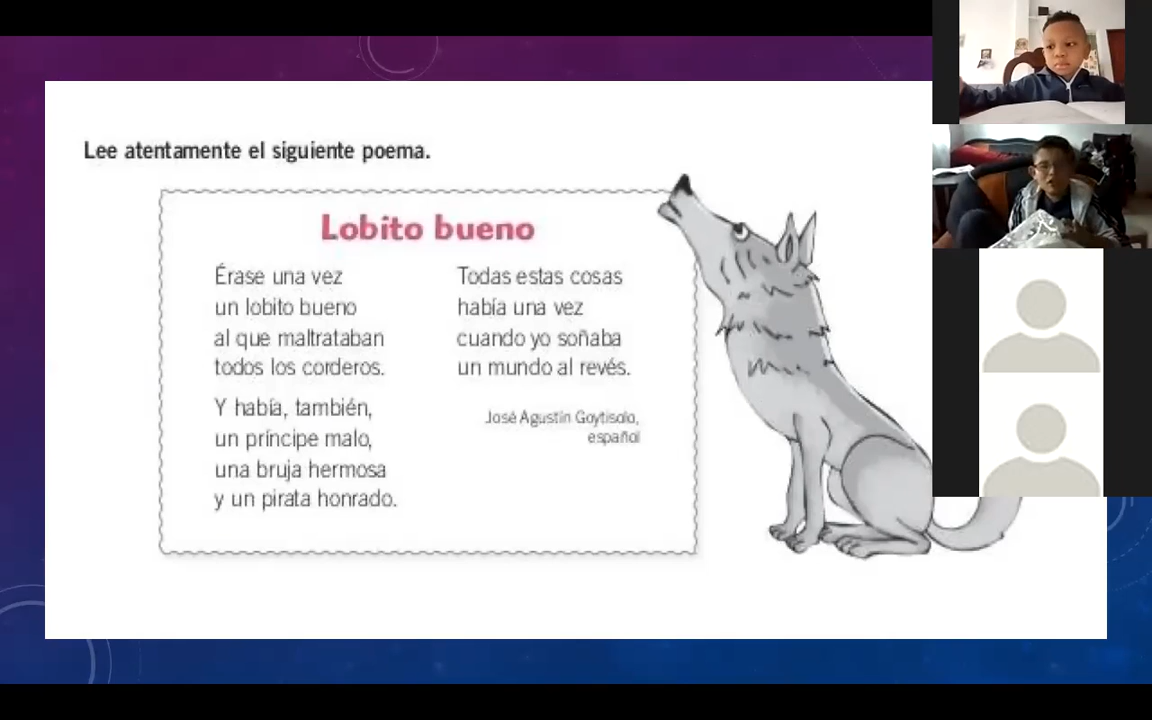 Lee atentamente el siguiente poema.
Lobito bueno
Érase una vez
un lobito bueno
al que maltrataban
todos los corderos.
Y había, también,
un príncipe malo,
una bruja hermosa
y un pirata honrado.
Todas estas cosas
había una vez
cuando yo soñaba
un mundo al revés.
José Agustín Goytisolo,
español